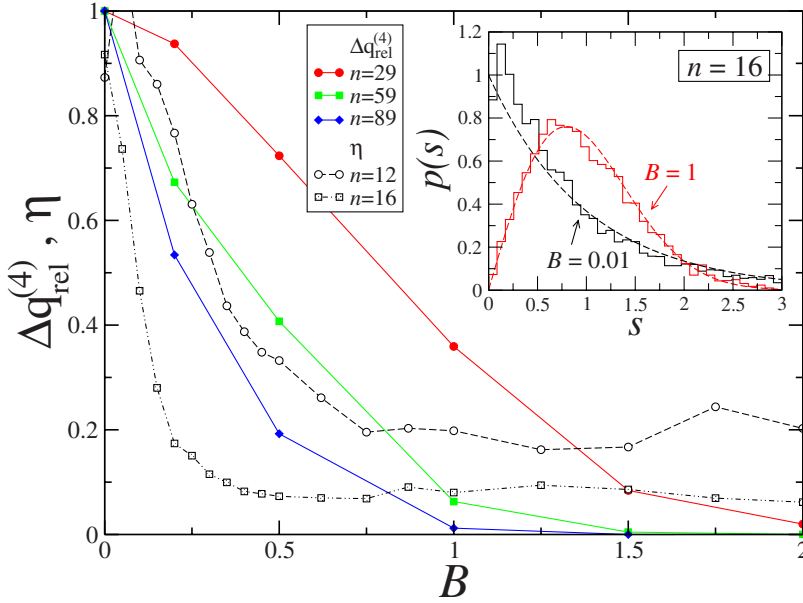 Δq_rel^(4), η
1
0.8
0.6
0.4
0.2
0
0
0.5
1
1.5
2
B
Δq_rel^(4)
n=29
n=59
n=89
η
n=12
n=16
p(s)
1.2
1
0.8
0.6
0.4
0.2
0
0
0.5
1
1.5
2
2.5
3
s
n = 16
B = 1
B = 0.01